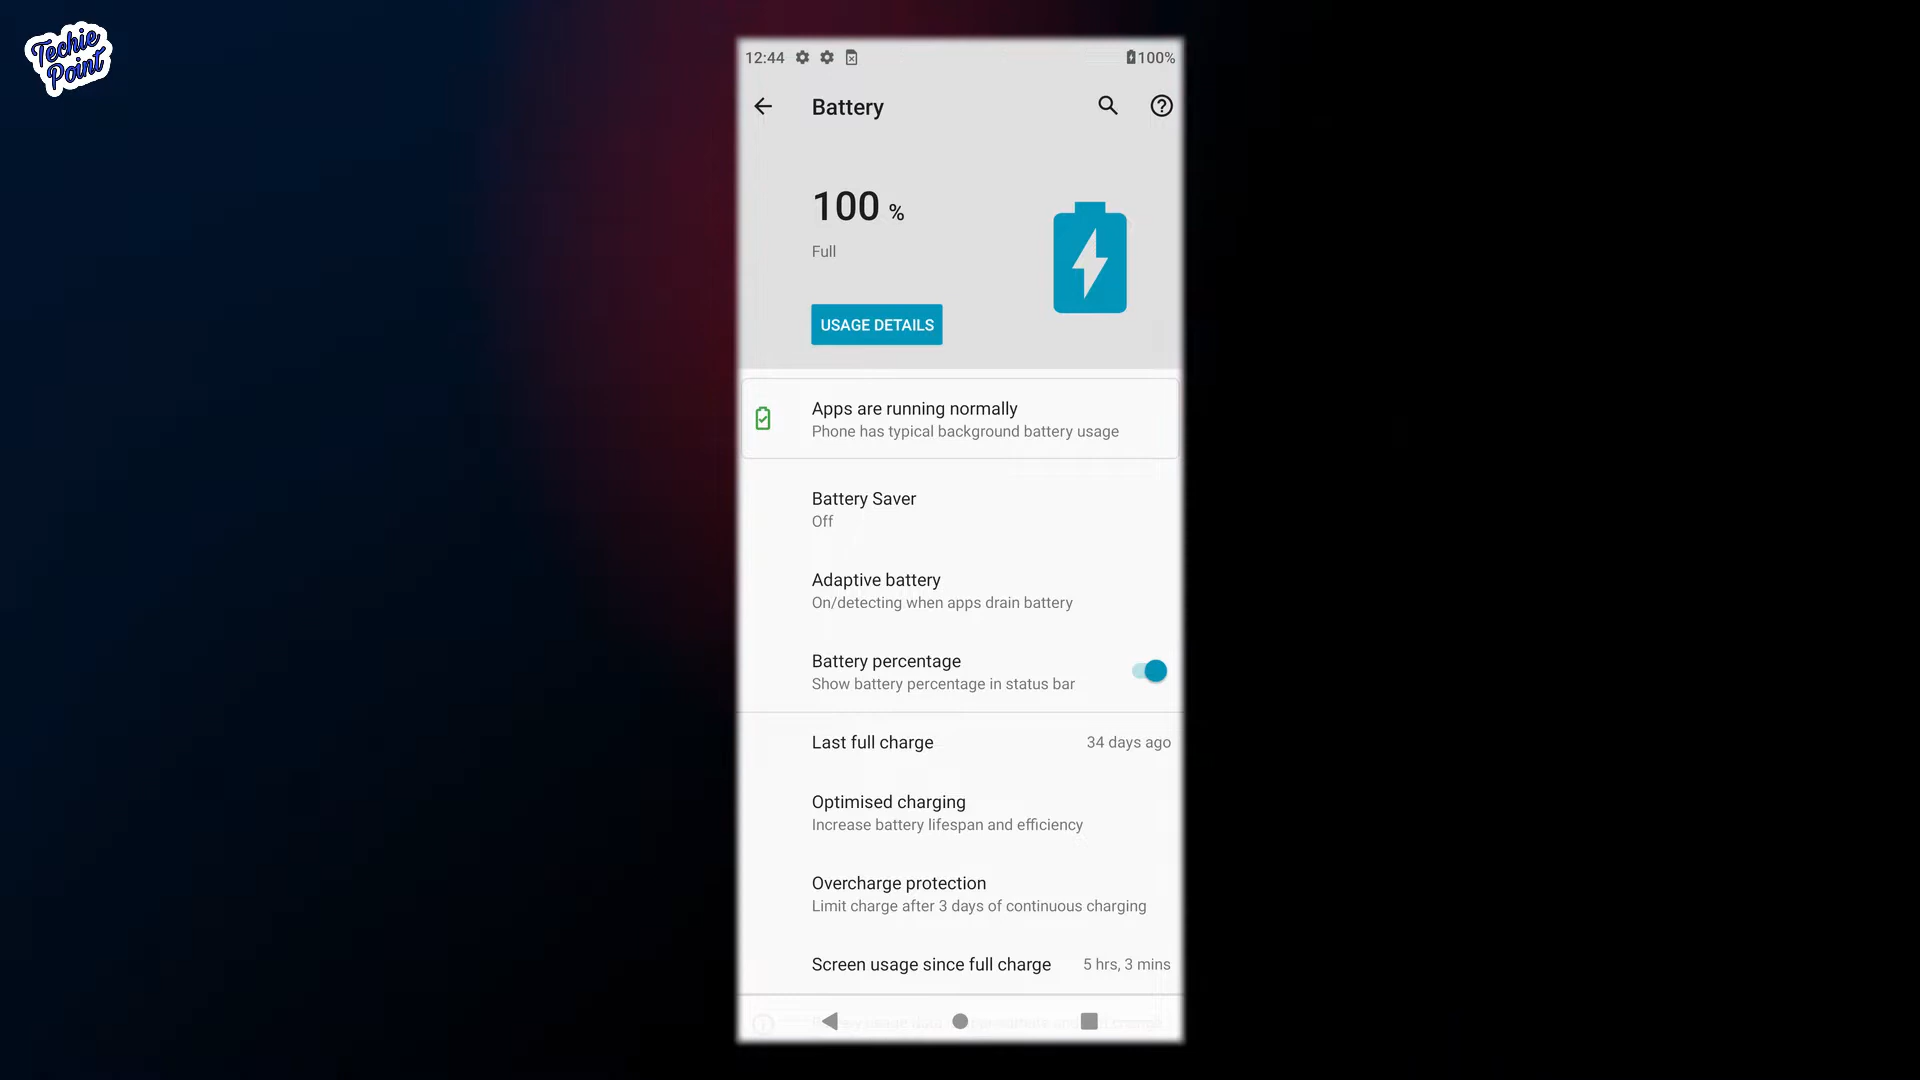 Techie
Point
12:44
100%
Battery
100 %
Full
USAGE DETAILS
Apps are running normally
Phone has typical background battery usage
Battery Saver
Off
Adaptive battery
On/detecting when apps drain battery
Battery percentage
Show battery percentage in status bar
Last full charge
34 days ago
Optimised charging
Increase battery lifespan and efficiency
Overcharge protection
Limit charge after 3 days of continuous charging
Screen usage since full charge
5 hrs, 3 mins